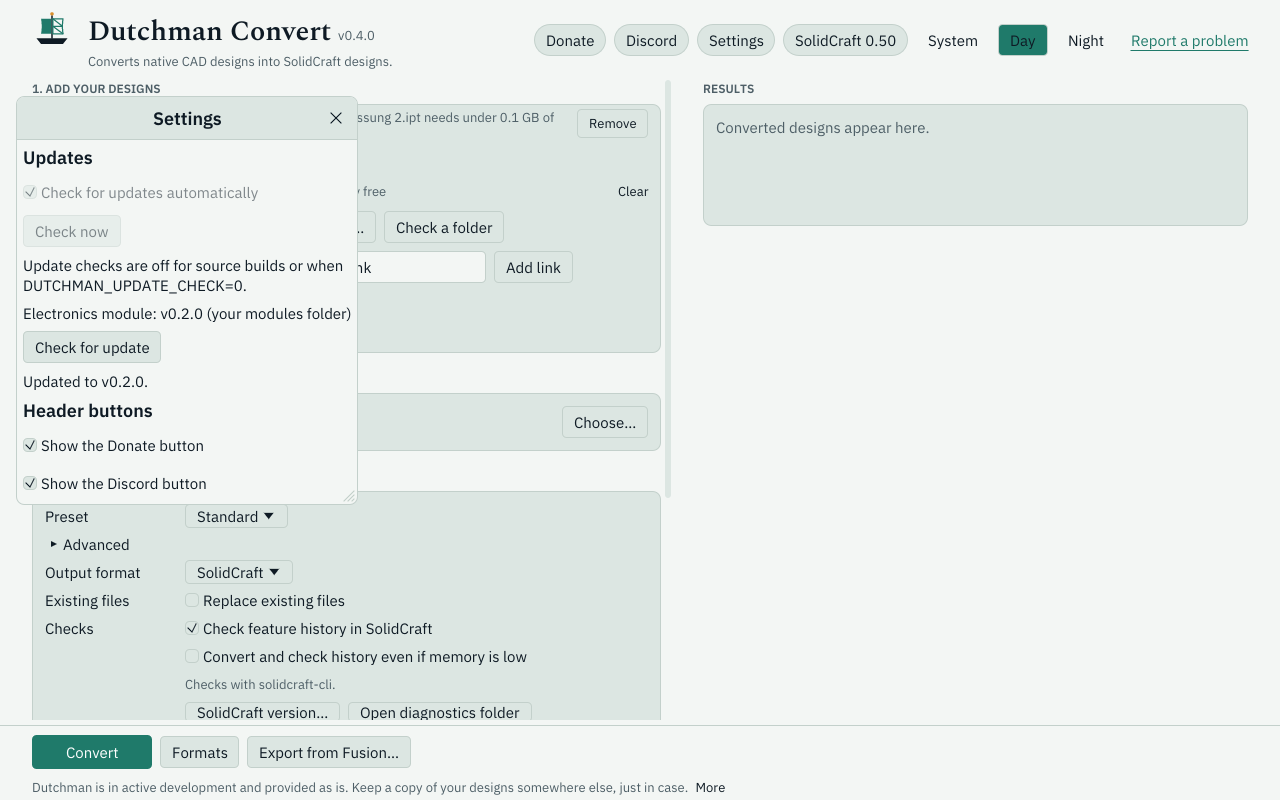 Dutchman Convert v0.4.0
Converts native CAD designs into SolidCraft designs.
Donate
Discord
Settings
SolidCraft 0.50
System
Day
Night
Report a problem
1. ADD YOUR DESIGNS
Settings
Updates
Check for updates automatically
Check now
Update checks are off for source builds or when
DUTCHMAN_UPDATE_CHECK=0.
Electronics module: v0.2.0 (your modules folder)
Check for update
Updated to v0.2.0.
Header buttons
Show the Donate button
Show the Discord button
2.ipt needs under 0.1 GB of
Remove
free
Clear
Check a folder
Add link
Choose...
Preset
Standard
Advanced
Output format
SolidCraft
Existing files
Replace existing files
Checks
Check feature history in SolidCraft
Convert and check history even if memory is low
Checks with solidcraft-cli.
SolidCraft version...
Open diagnostics folder
RESULTS
Converted designs appear here.
Convert
Formats
Export from Fusion...
Dutchman is in active development and provided as is. Keep a copy of your designs somewhere else, just in case. More